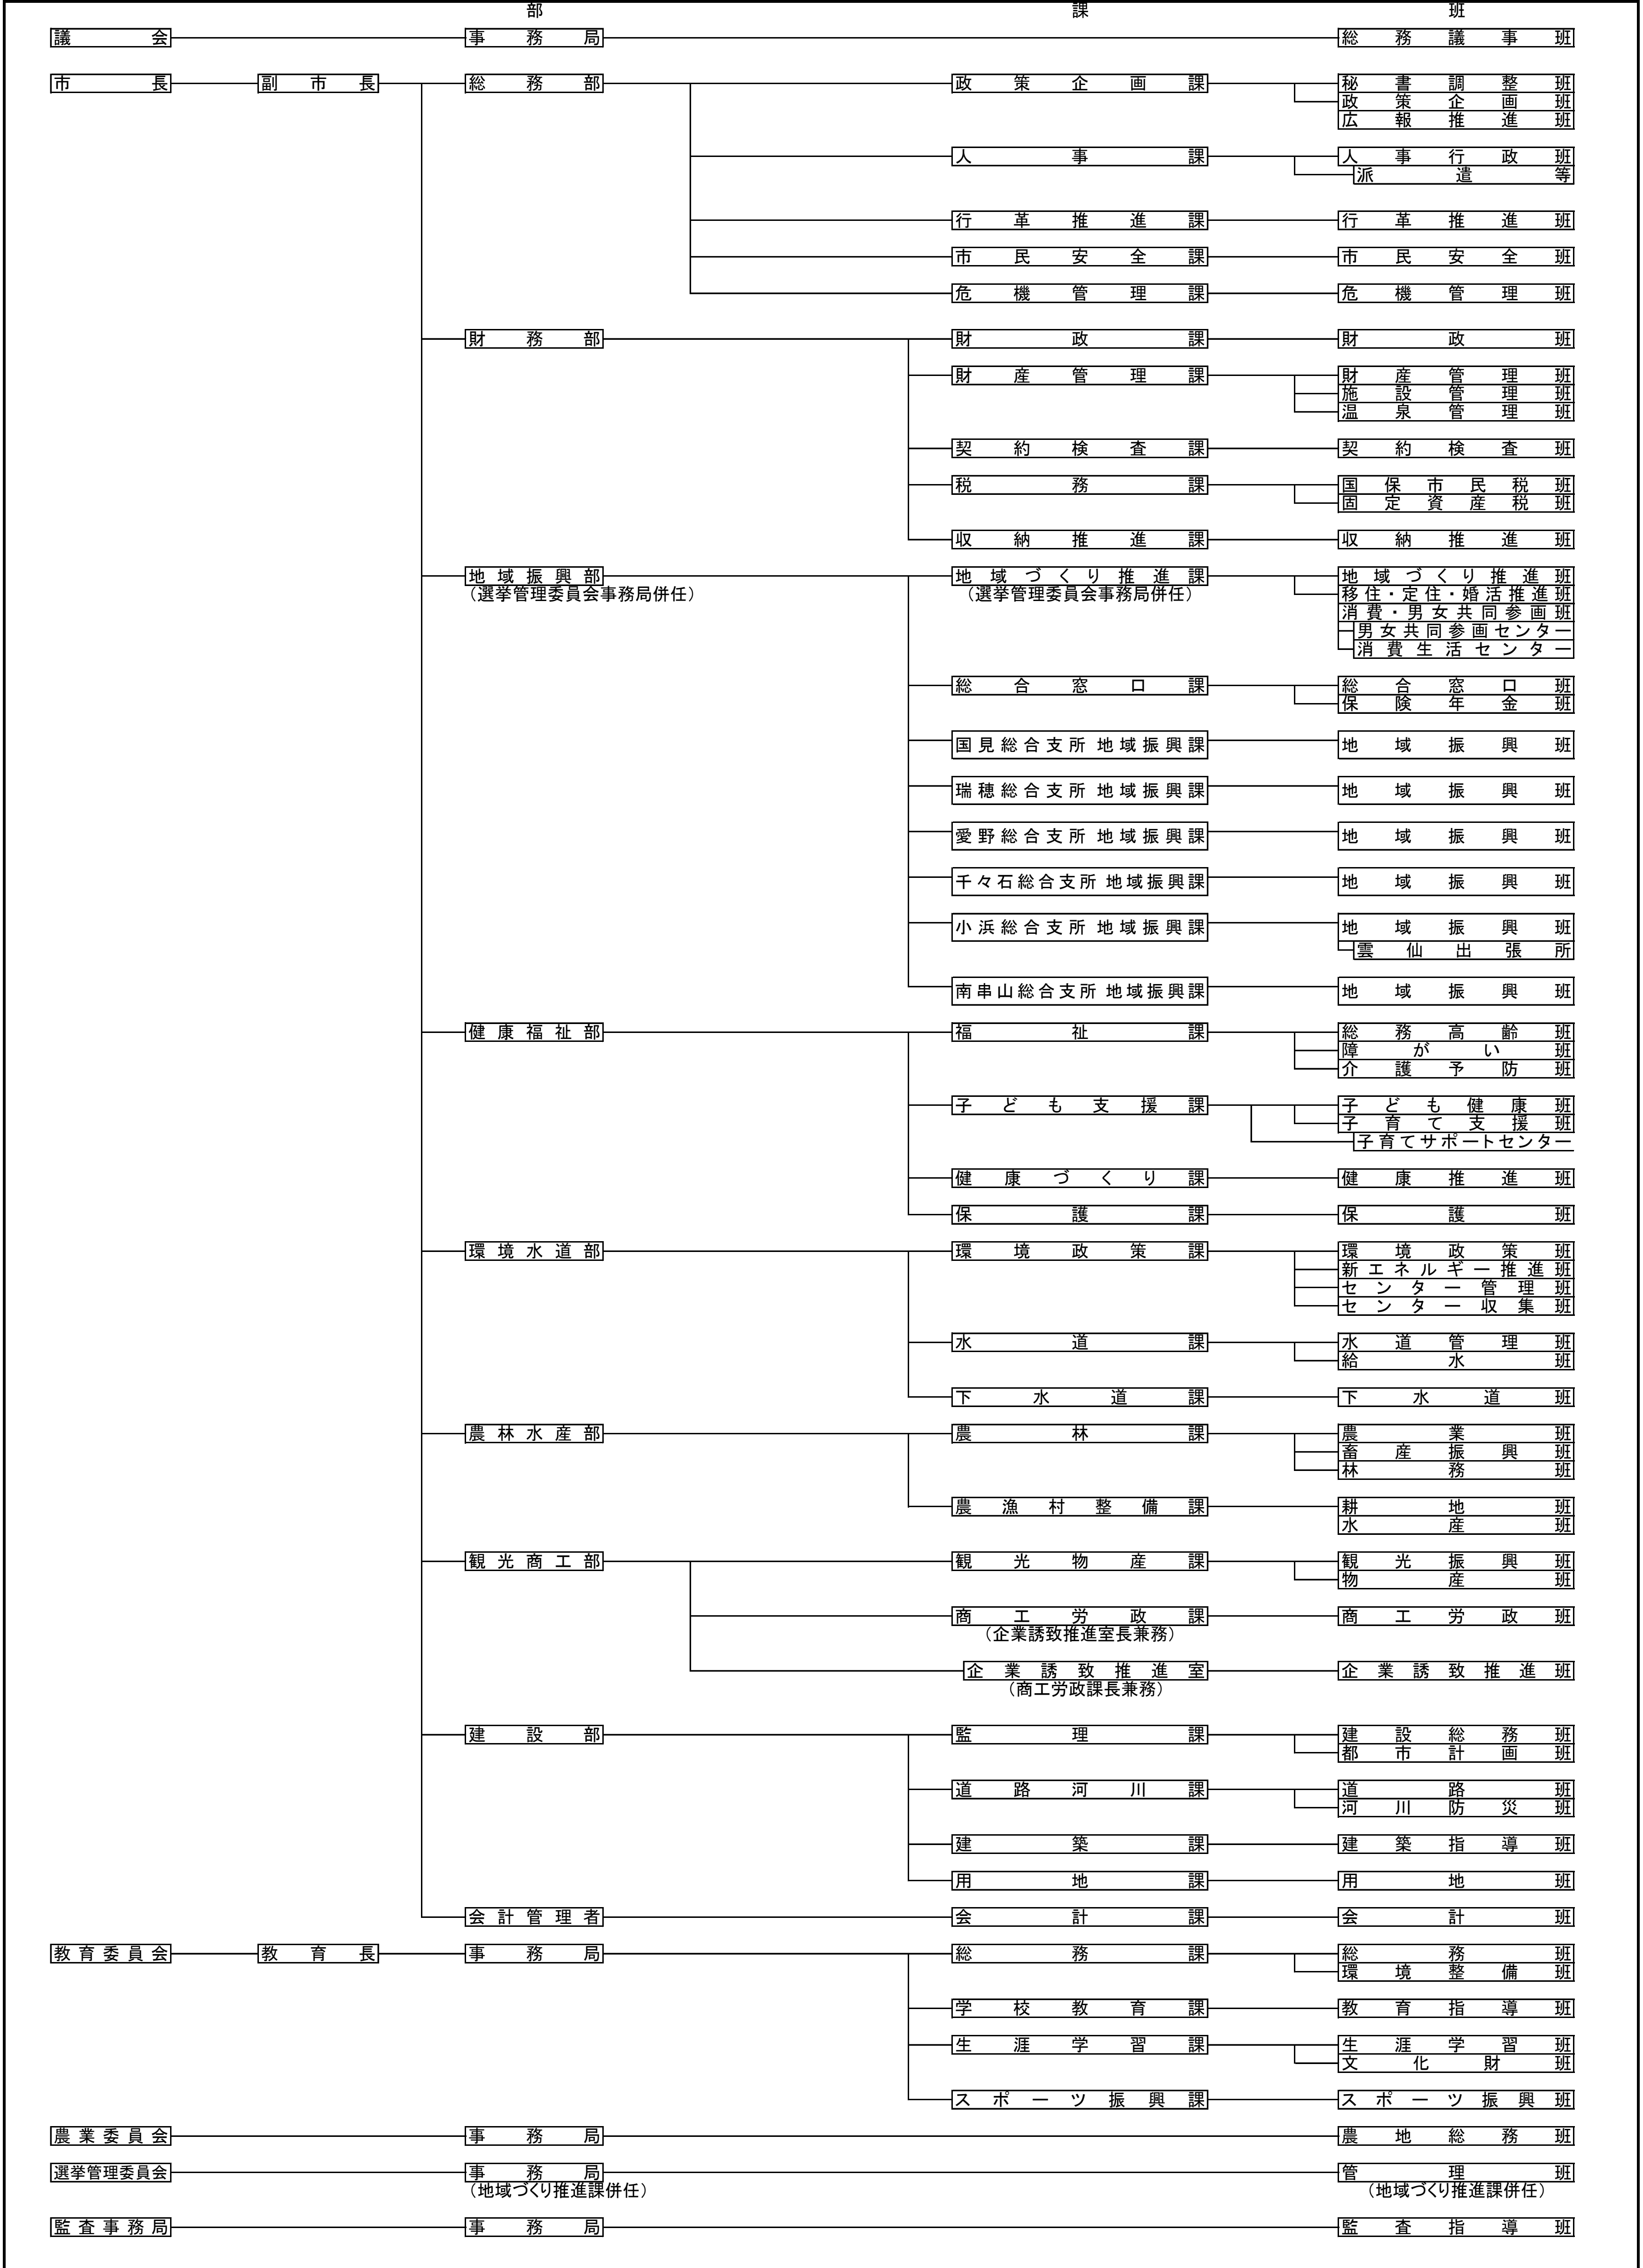 部 課 班
議会 事務局 総務議事班
市長 副市長 総務部 政策企画課 秘書調整班
政策企画班
広報推進班
人事課 人事行政班
派遣等
行革推進課 行革推進班
市民安全課 市民安全班
危機管理課 危機管理班
財務部 財政課 財政班
財産管理課 財産管理班
施設管理班
温泉管理班
契約検査課 契約検査班
税務課 国保市民税班
固定資産税班
収納推進課 収納推進班
地域振興部 地域づくり推進課 地域づくり推進班
（選挙管理委員会事務局併任） （選挙管理委員会事務局併任） 移住・定住・婚活推進班
消費・男女共同参画班
男女共同参画センター
消費生活センター
総合窓口課 総合窓口班
保険年金班
国見総合支所 地域振興課 地域振興班
瑞穂総合支所 地域振興課 地域振興班
愛野総合支所 地域振興課 地域振興班
千々石総合支所 地域振興課 地域振興班
小浜総合支所 地域振興課 地域振興班
雲仙出張所
南串山総合支所 地域振興課 地域振興班
健康福祉部 福祉課 総務高齢班
障がい班
介護予防班
子ども支援課 子ども健康班
子育て支援班
子育てサポートセンター
健康づくり課 健康推進班
保護課 保護班
環境水道部 環境政策課 環境政策班
新エネルギー推進班
センター管理班
センター収集班
水道課 水道管理班
給水班
下水道課 下水道班
農林水産部 農林課 農業班
畜産振興班
林務班
農漁村整備課 耕地班
水産班
観光商工部 観光物産課 観光振興班
物産班
商工労政課 商工労政班
（企業誘致推進室長兼務）
企業誘致推進室 企業誘致推進班
（商工労政課長兼務）
建設部 監理課 建設総務班
都市計画班
道路河川課 道路班
河川防災班
建築課 建築指導班
用地課 用地班
会計管理者 会計課 会計班
教育委員会 教育長 事務局 総務課 総務班
環境整備班
学校教育課 教育指導班
生涯学習課 生涯学習班
文化財班
スポーツ振興課 スポーツ振興班
農業委員会 事務局 農地総務班
選挙管理委員会 事務局 管理班
（地域づくり推進課併任） （地域づくり推進課併任）
監査事務局 事務局 監査指導班